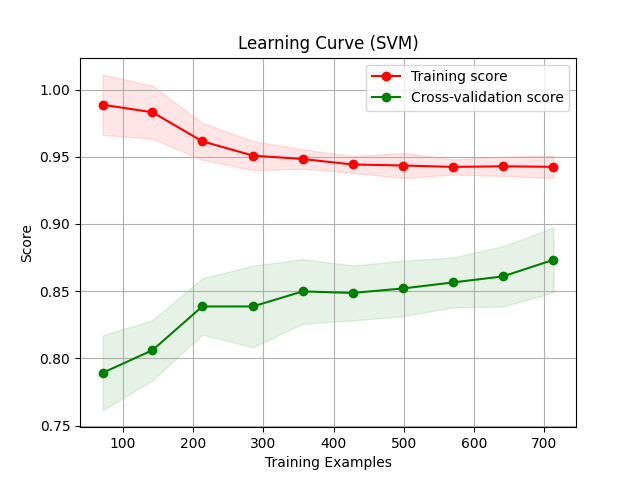 Learning Curve (SVM)
Training score
Cross-validation score
Score
1.00
0.95
0.90
0.85
0.80
0.75
100 200 300 400 500 600 700
Training Examples